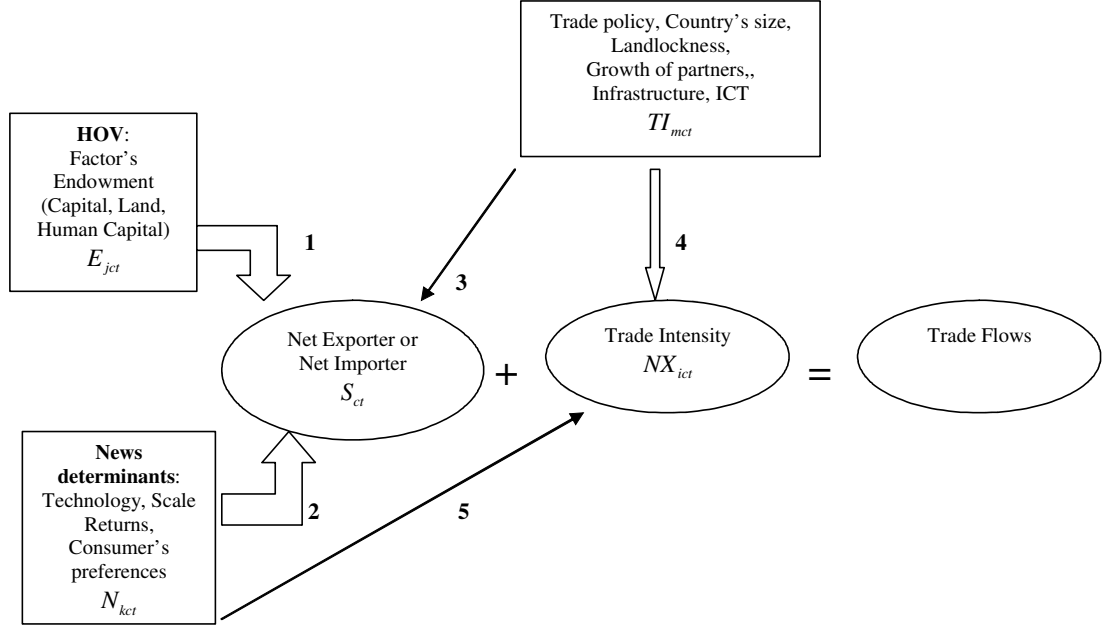 Trade policy, Country's size,
Landlockness,
Growth of partners,,
Infrastructure, ICT
TI_mct
HOV:
Factor's
Endowment
(Capital, Land,
Human Capital)
E_jct
1
3
4
Net Exporter or
Net Importer
S_ct
+
Trade Intensity
NX_ict
=
Trade Flows
News
determinants:
Technology, Scale
Returns,
Consumer's
preferences
N_kct
2
5